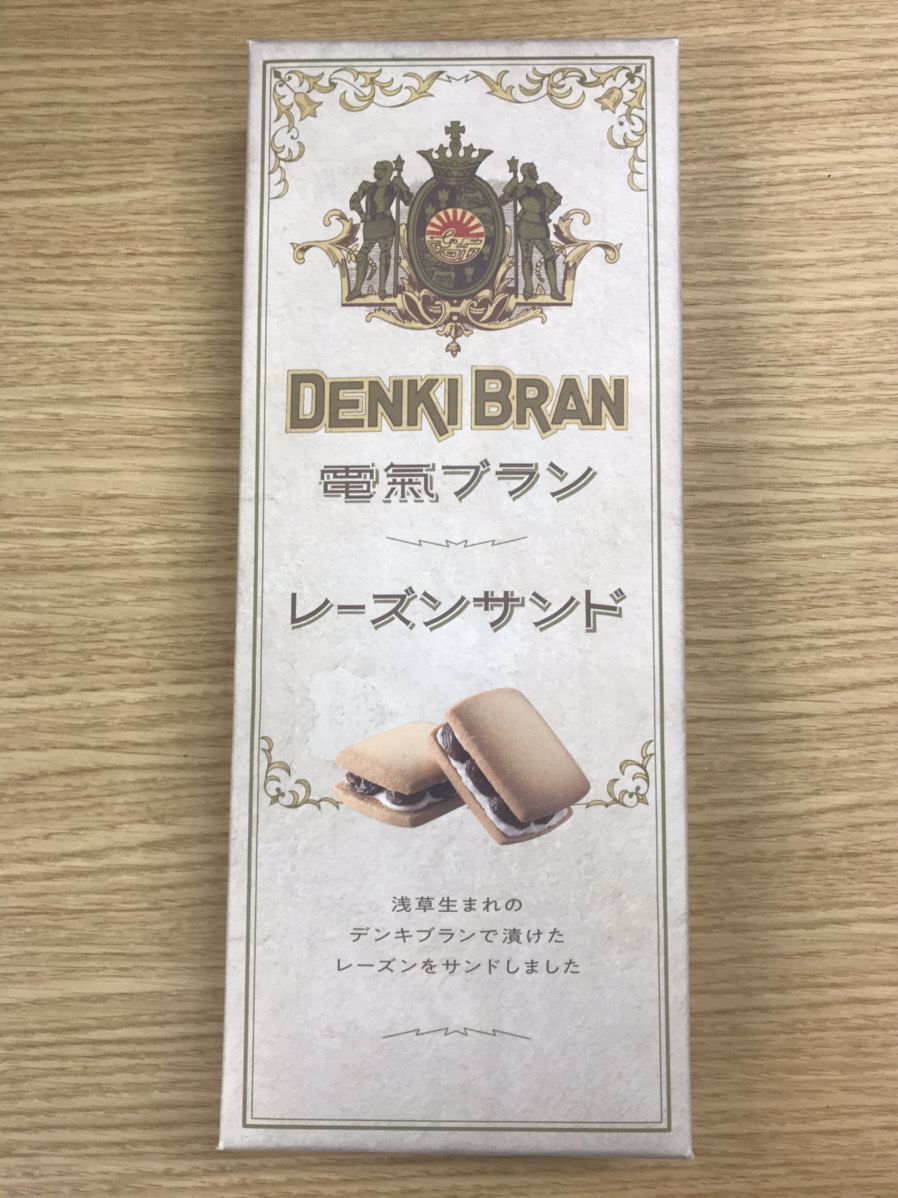 DENKI BRAN
電氣ブラン
レーズンサンド
浅草生まれの
デンキブランで漬けた
レーズンをサンドしました